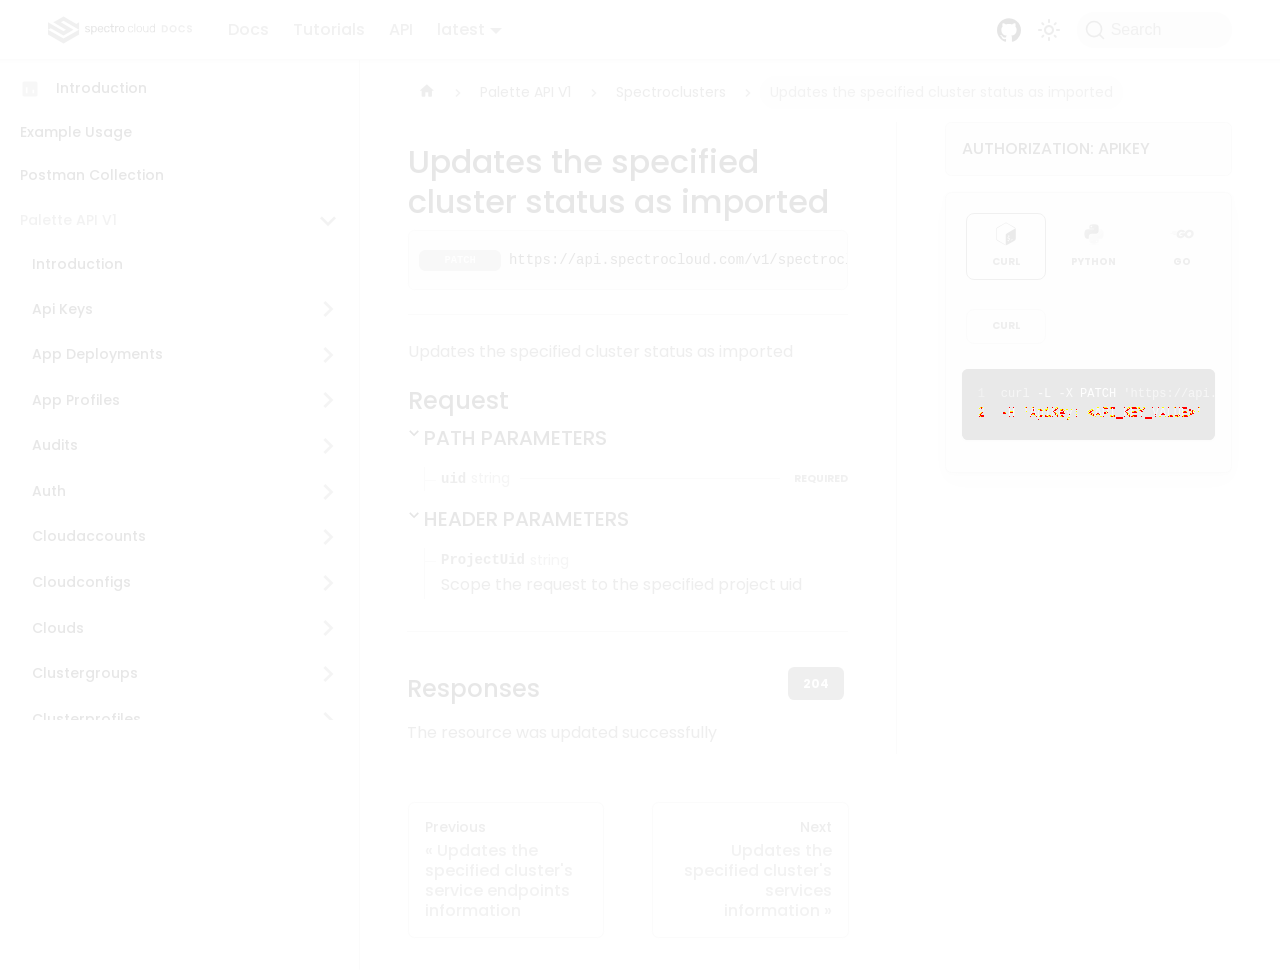 spectro cloud DOCS
Docs
Tutorials
API
latest
Search
Introduction
Example Usage
Postman Collection
Palette API V1
Introduction
Api Keys
App Deployments
App Profiles
Audits
Auth
Cloudaccounts
Cloudconfigs
Clouds
Clustergroups
Clusterprofiles
Palette API V1
Spectroclusters
Updates the specified cluster status as imported
Updates the specified
cluster status as imported
PATCH https://api.spectrocloud.com/v1/spectrocl
Updates the specified cluster status as imported
Request
PATH PARAMETERS
uid string REQUIRED
HEADER PARAMETERS
ProjectUid string
Scope the request to the specified project uid
Responses
204
The resource was updated successfully
Previous
« Updates the
specified cluster's
service endpoints
information
Next
Updates the
specified cluster's
services
information »
AUTHORIZATION: APIKEY
CURL
PYTHON
GO
CURL
1 curl -L -X PATCH 'https://api.
2 -H 'ApiKey: <API_KEY_VALUE>'